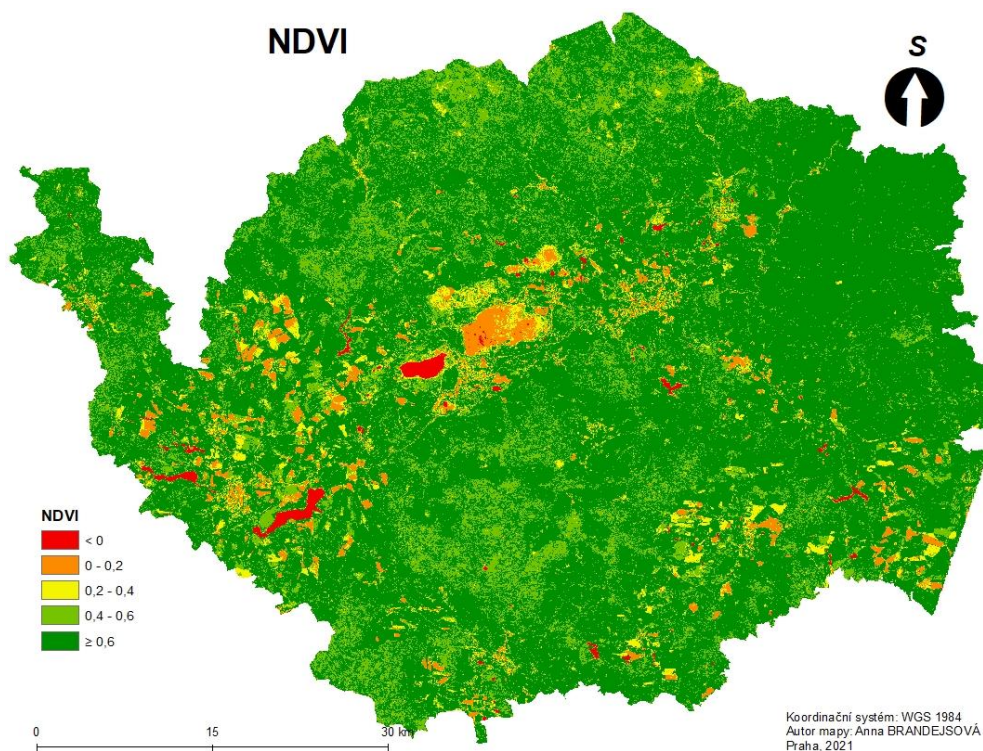 NDVI
S
NDVI
< 0
0 - 0,2
0,2 - 0,4
0,4 - 0,6
≥ 0,6
0 15 30 km
Koordinační systém: WGS 1984
Autor mapy: Anna BRANDEJSOVÁ
Praha, 2021